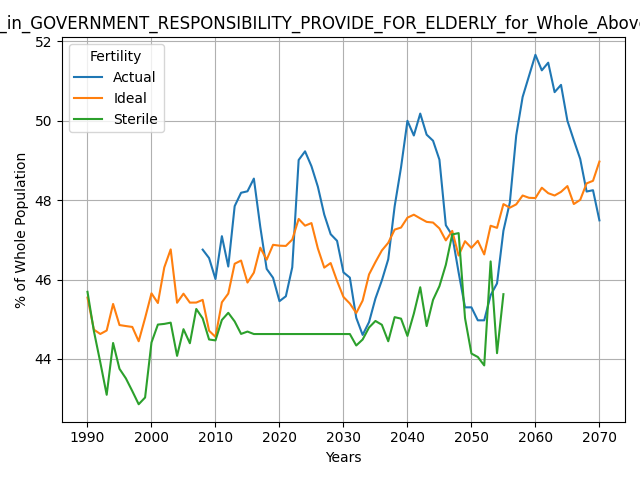 _in_GOVERNMENT_RESPONSIBILITY_PROVIDE_FOR_ELDERLY_for_Whole_Above
Fertility
Actual
Ideal
Sterile
% of Whole Population
52
50
48
46
44
1990 2000 2010 2020 2030 2040 2050 2060 2070
Years